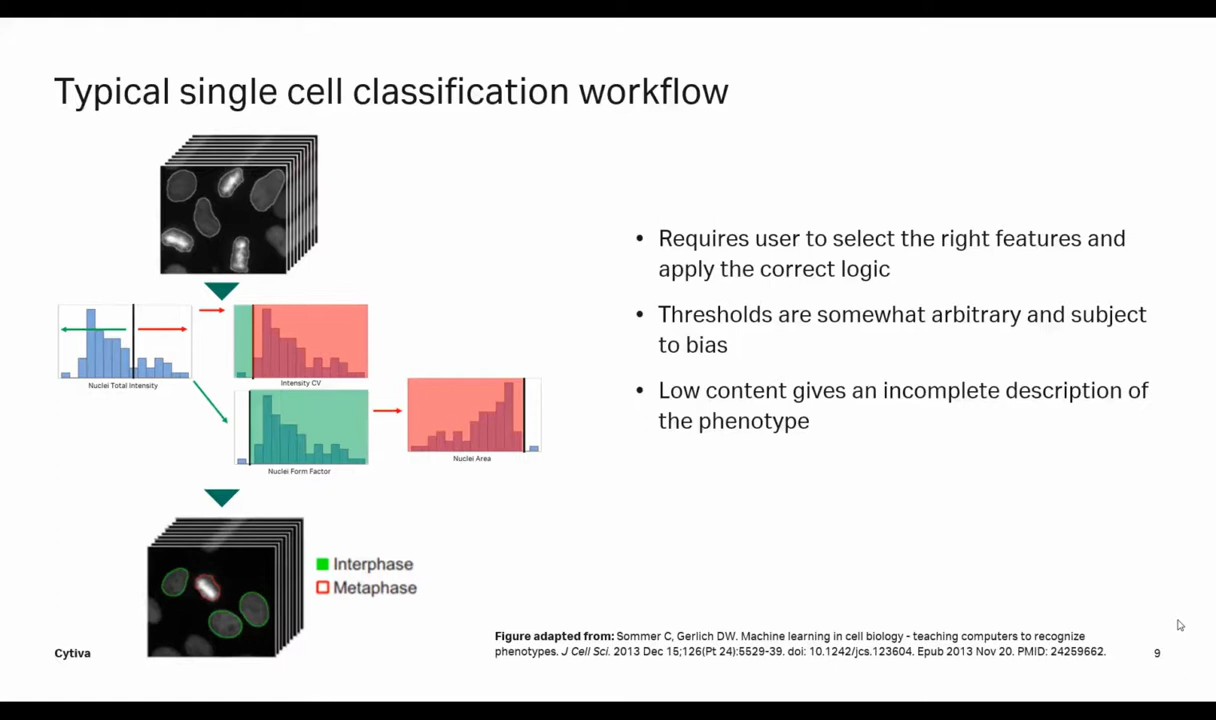 Typical single cell classification workflow
Nuclei Total Intensity
Intensity CV
Nuclei Form Factor
Nuclei Area
Interphase
Metaphase
• Requires user to select the right features and
apply the correct logic
• Thresholds are somewhat arbitrary and subject
to bias
• Low content gives an incomplete description of
the phenotype
Figure adapted from: Sommer C, Gerlich DW. Machine learning in cell biology - teaching computers to recognize
phenotypes. J Cell Sci. 2013 Dec 15;126(Pt 24):5529-39. doi: 10.1242/jcs.123604. Epub 2013 Nov 20. PMID: 24259662.
Cytiva
9